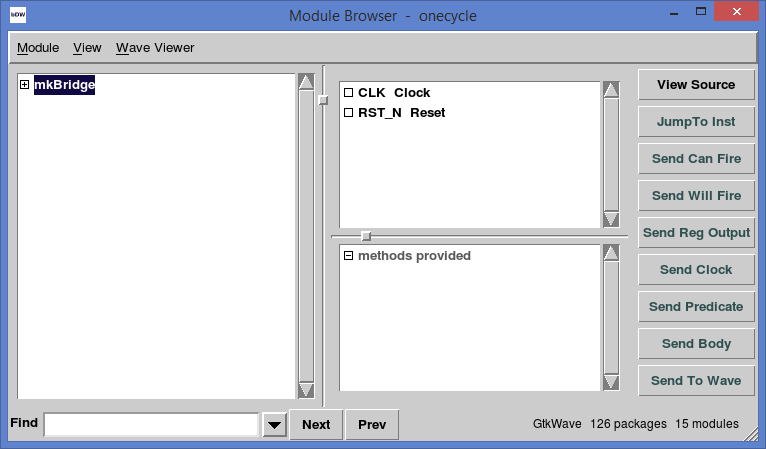 bDW
Module Browser - onecycle
Module View Wave Viewer
mkBridge
CLK Clock
RST_N Reset
methods provided
View Source
JumpTo Inst
Send Can Fire
Send Will Fire
Send Reg Output
Send Clock
Send Predicate
Send Body
Send To Wave
Find
Next
Prev
GtkWave 126 packages 15 modules